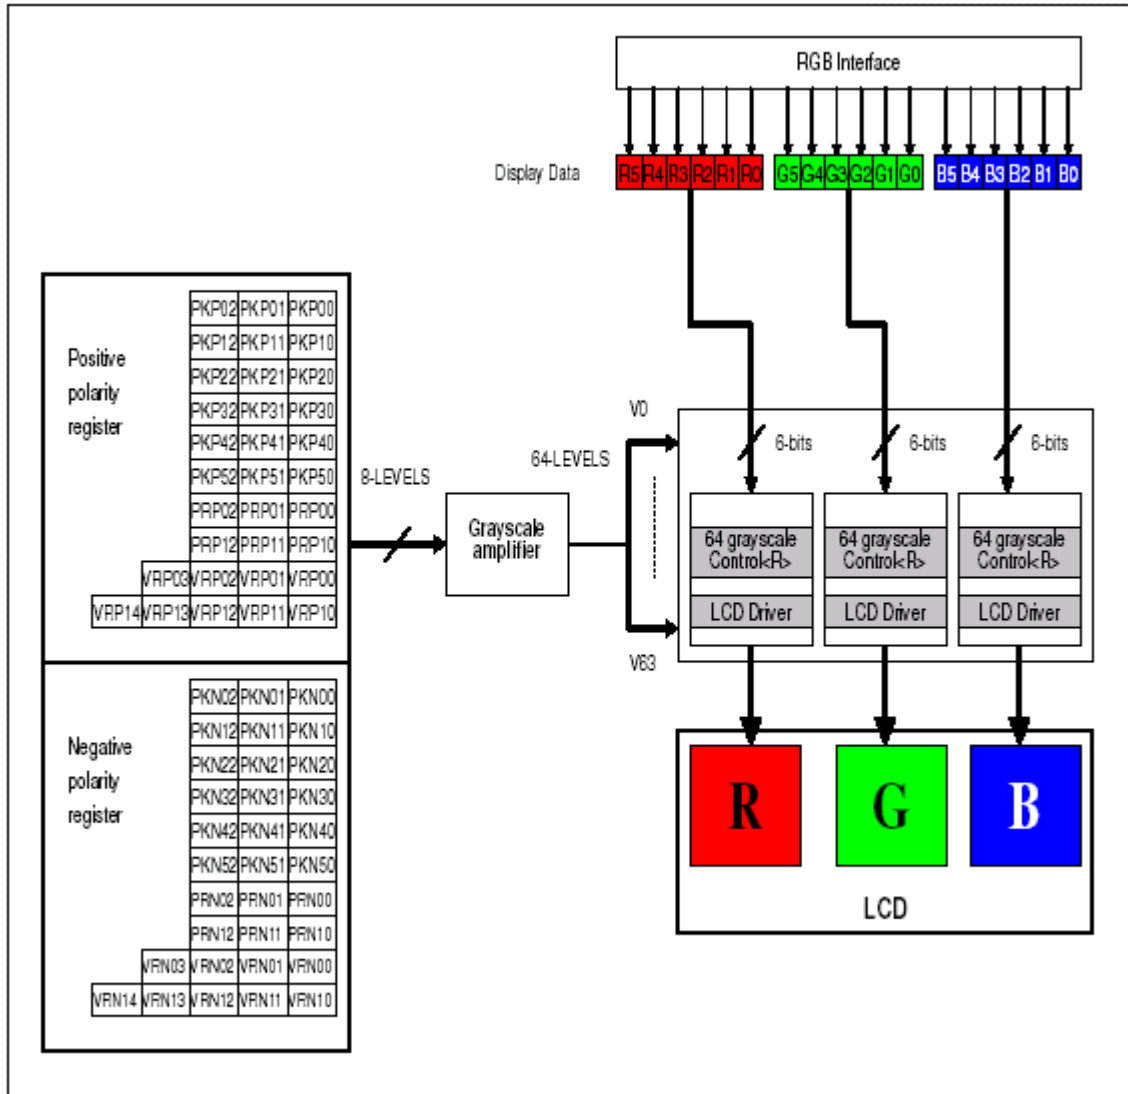 RGB Interface
Display Data
R5 R4 R3 R2 R1 R0 G5 G4 G3 G2 G1 G0 B5 B4 B3 B2 B1 B0
Positive
polarity
register
PKP02 PKP01 PKP00
PKP12 PKP11 PKP10
PKP22 PKP21 PKP20
PKP32 PKP31 PKP30
PKP42 PKP41 PKP40
PKP52 PKP51 PKP50
PRP02 PRP01 PRP00
PRP12 PRP11 PRP10
VRP03 VRP02 VRP01 VRP00
VRP14 VRP13 VRP12 VRP11 VRP10
8-LEVELS
Grayscale
amplifier
64-LEVELS
V0
V63
6-bits 6-bits 6-bits
64 grayscale
Control<R>
LCD Driver
64 grayscale
Control<R>
LCD Driver
64 grayscale
Control<R>
LCD Driver
Negative
polarity
register
PKN02 PKN01 PKN00
PKN12 PKN11 PKN10
PKN22 PKN21 PKN20
PKN32 PKN31 PKN30
PKN42 PKN41 PKN40
PKN52 PKN51 PKN50
PRN02 PRN01 PRN00
PRN12 PRN11 PRN10
VRN03 VRN02 VRN01 VRN00
VRN14 VRN13 VRN12 VRN11 VRN10
R G B
LCD